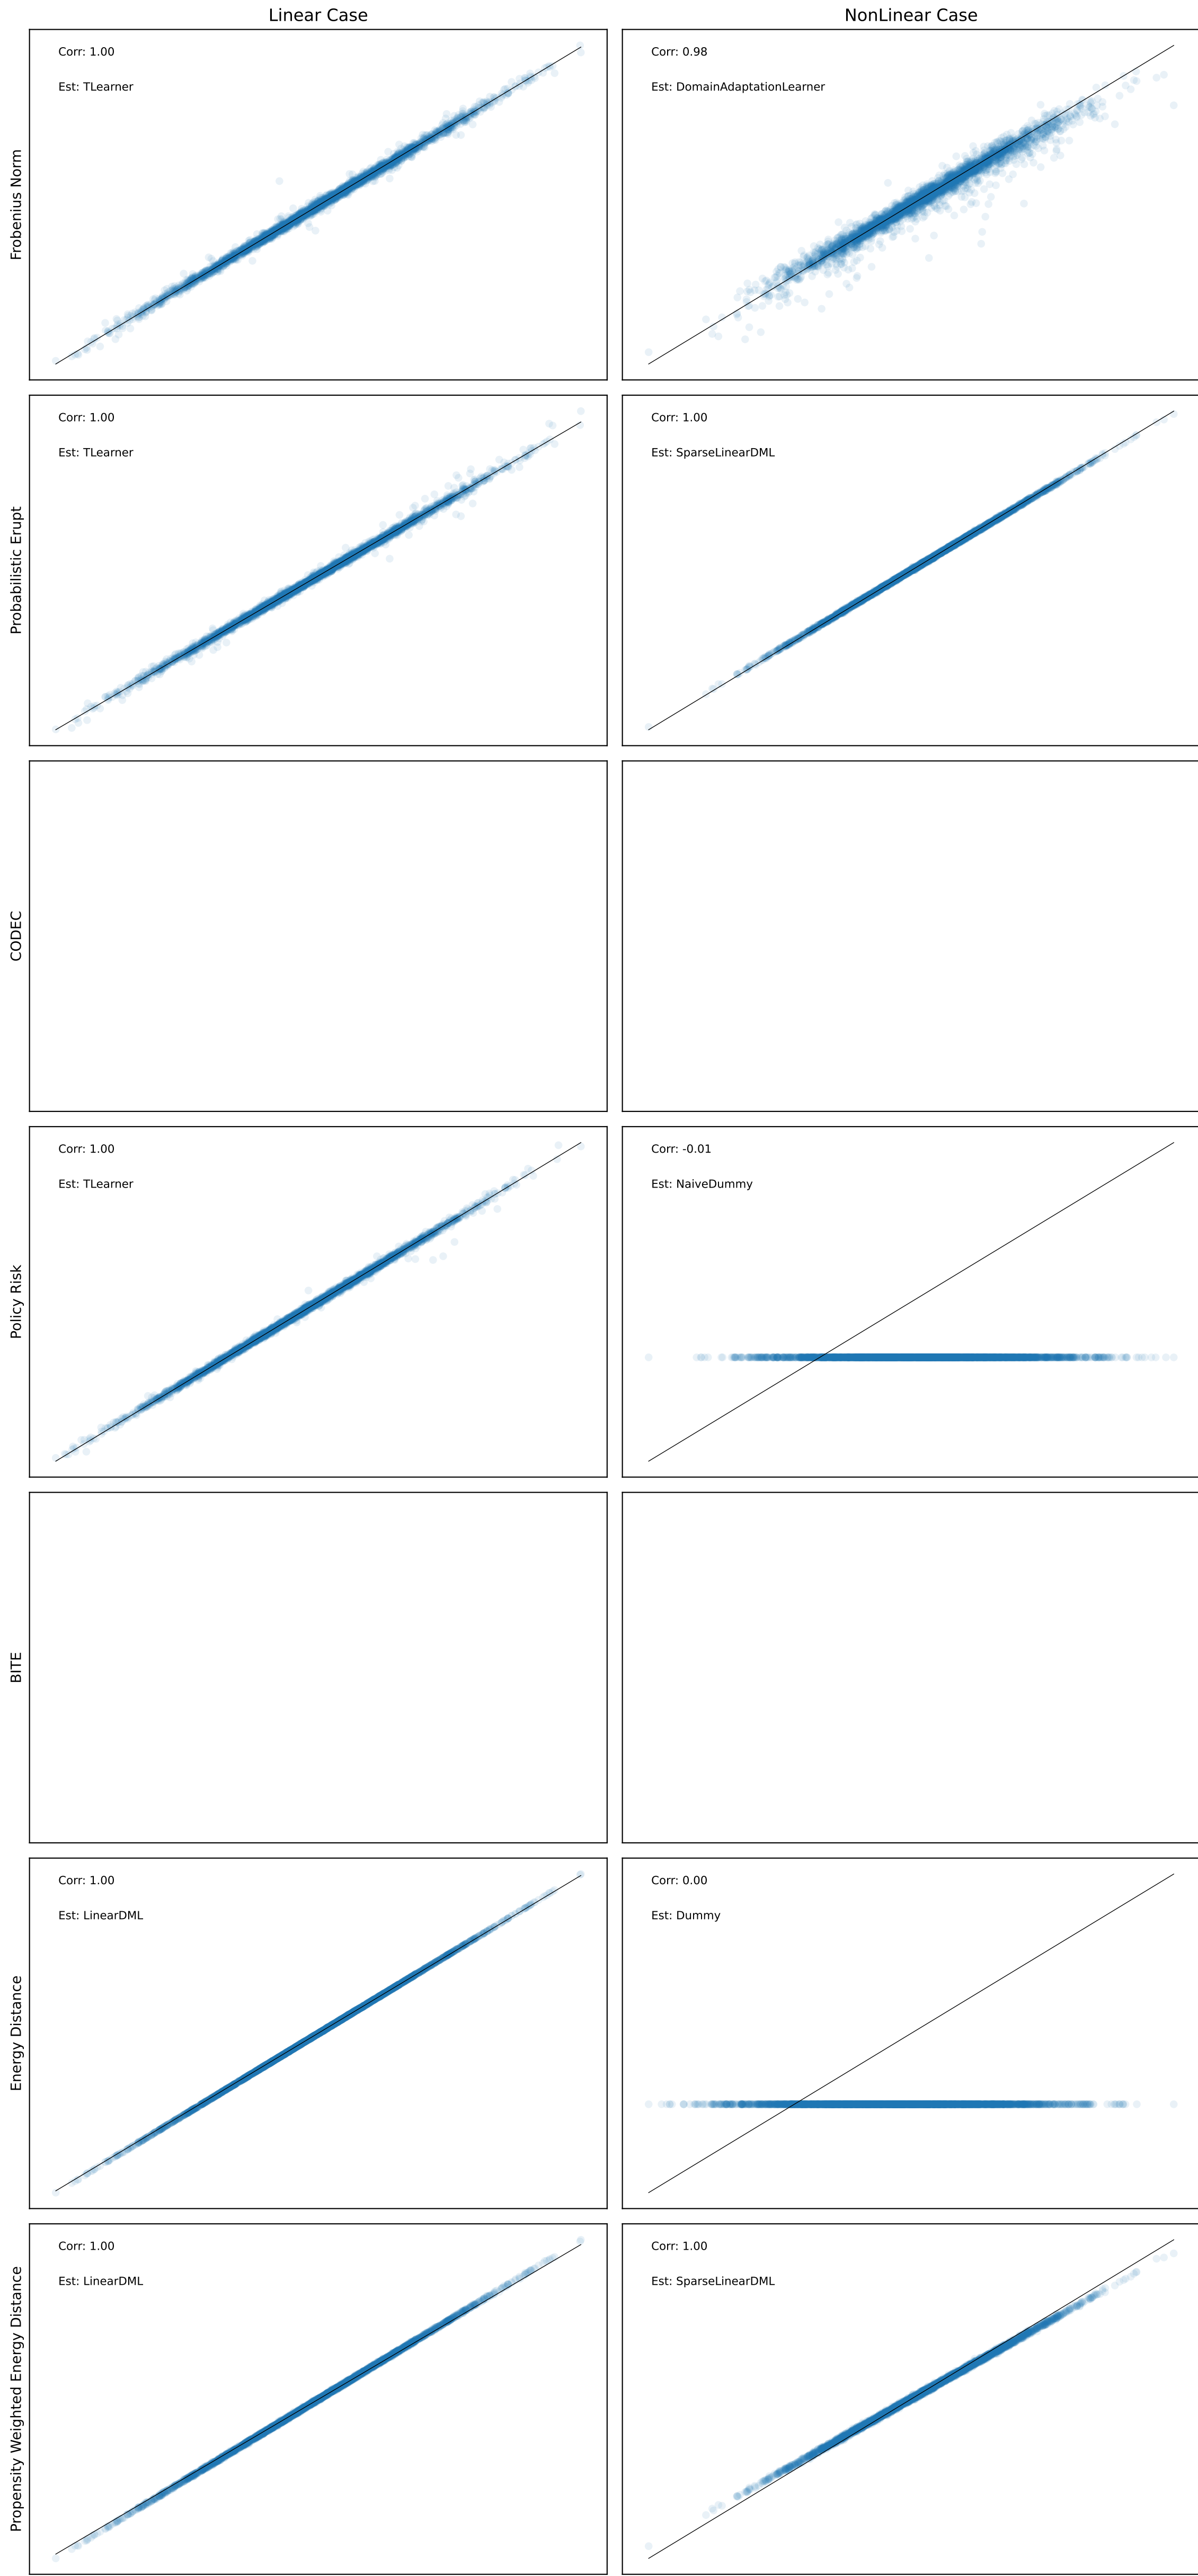 Linear Case
NonLinear Case
Frobenius Norm
Corr: 1.00
Est: TLearner
Corr: 0.98
Est: DomainAdaptationLearner
Probabilistic Erupt
Corr: 1.00
Est: TLearner
Corr: 1.00
Est: SparseLinearDML
CODEC
Policy Risk
Corr: 1.00
Est: TLearner
Corr: -0.01
Est: NaiveDummy
BITE
Energy Distance
Corr: 1.00
Est: LinearDML
Corr: 0.00
Est: Dummy
Propensity Weighted Energy Distance
Corr: 1.00
Est: LinearDML
Corr: 1.00
Est: SparseLinearDML